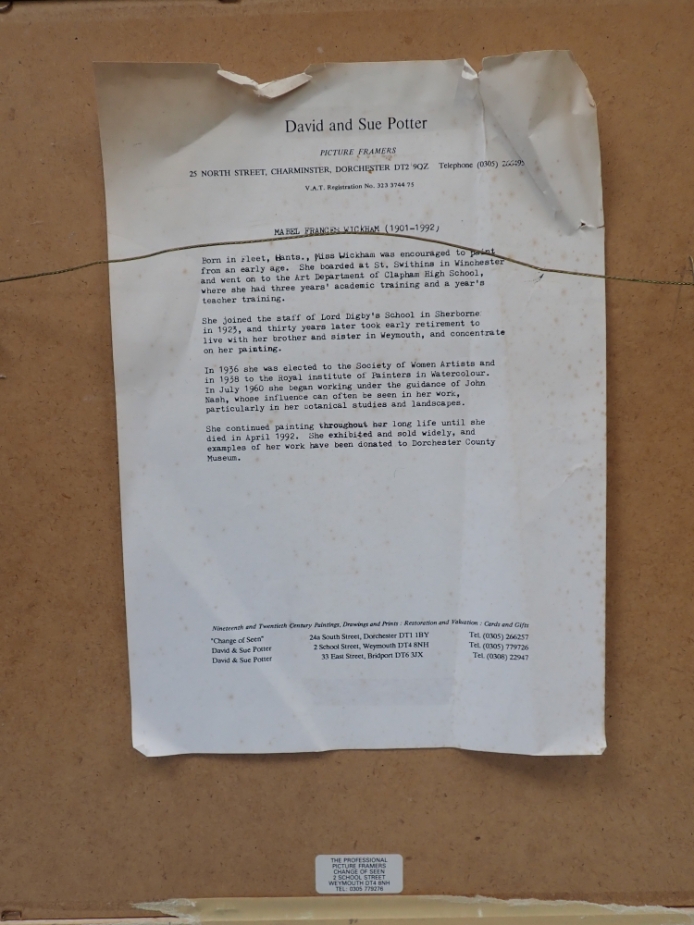 David and Sue Potter
PICTURE FRAMERS
25 NORTH STREET, CHARMINSTER, DORCHESTER DT2 9QZ Telephone (0305)
V.A.T. Registration No. 323 3744 75
MABEL FRANCES WICKHAM (1901-1992)
Born in Fleet, Hants., Miss Wickham was encouraged to paint
from an early age. She boarded at St. Swithins in Winchester
and went on to the Art Department of Clapham High School,
where she had three years' academic training and a year's
teacher training.
She joined the staff of Lord Digby's School in Sherborne
in 1923, and thirty years later took early retirement to
live with her brother and sister in Weymouth, and concentrate
on her painting.
In 1936 she was elected to the Society of Women Artists and
in 1938 to the Royal institute of Painters in Watercolour.
In July 1960 she began working under the guidance of John
Nash, whose influence can often be seen in her work,
particularly in her botanical studies and landscapes.
She continued painting throughout her long life until she
died in April 1992. She exhibited and sold widely, and
examples of her work have been donated to Dorchester County
Museum.
Nineteenth and Twentieth Century Paintings, Drawings and Prints : Restoration and Valuation : Cards and Gifts
"Change of Seen" 24a South Street, Dorchester DT1 1BY Tel. (0305) 266257
David & Sue Potter 2 School Street, Weymouth DT4 8NH Tel. (0305) 779726
David & Sue Potter 33 East Street, Bridport DT6 3JX Tel. (0308) 22947
THE PROFESSIONAL
PICTURE FRAMERS
CHANGE OF SEEN
2 SCHOOL STREET
WEYMOUTH DT4 8NH
TEL: 0305 779276